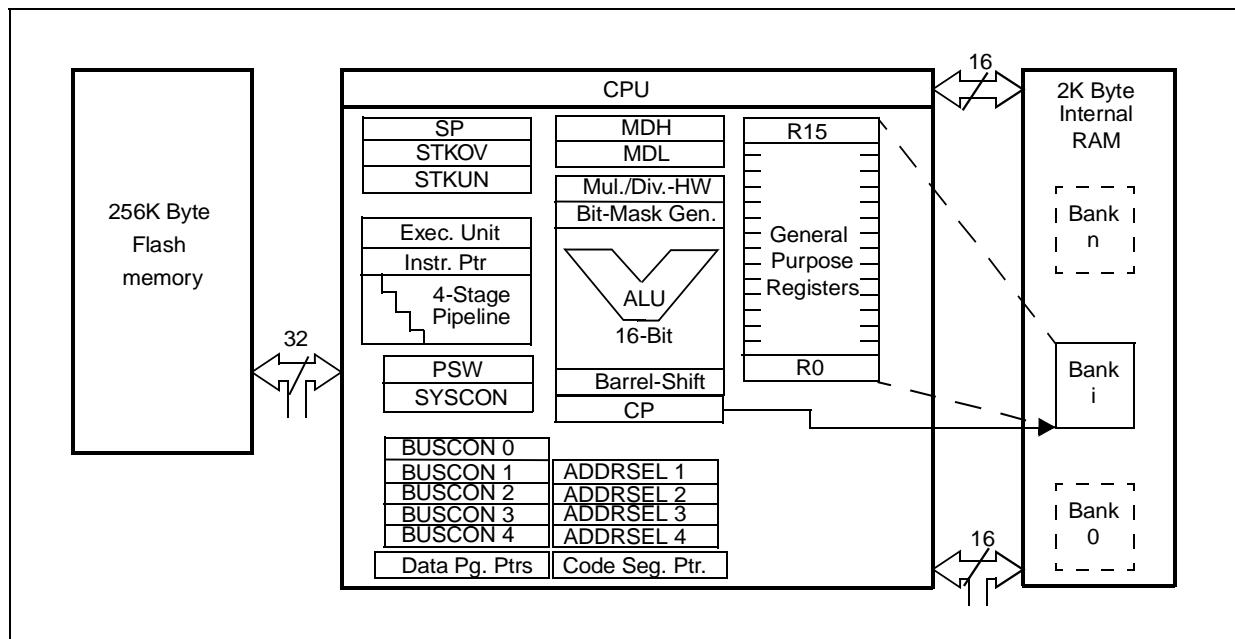 256K Byte
Flash
memory
32
CPU
SP
STKOV
STKUN
Exec. Unit
Instr. Ptr
4-Stage
Pipeline
PSW
SYSCON
BUSCON 0
BUSCON 1
BUSCON 2
BUSCON 3
BUSCON 4
Data Pg. Ptrs
MDH
MDL
Mul./Div.-HW
Bit-Mask Gen.
ALU
16-Bit
Barrel-Shift
CP
ADDRSEL 1
ADDRSEL 2
ADDRSEL 3
ADDRSEL 4
Code Seg. Ptr.
R15
General
Purpose
Registers
R0
16
16
2K Byte
Internal
RAM
Bank
n
Bank
i
Bank
0